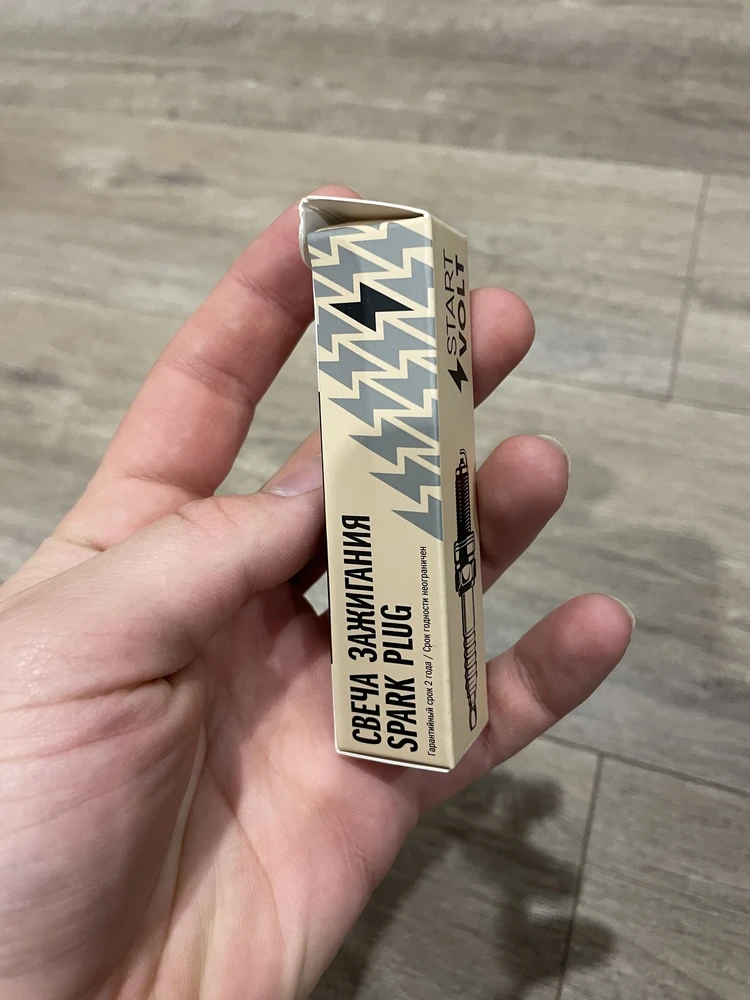 СВЕЧА ЗАЖИГАНИЯ
SPARK PLUG
Гарантийный срок 2 года / Срок годности неограничен
START
VOLT